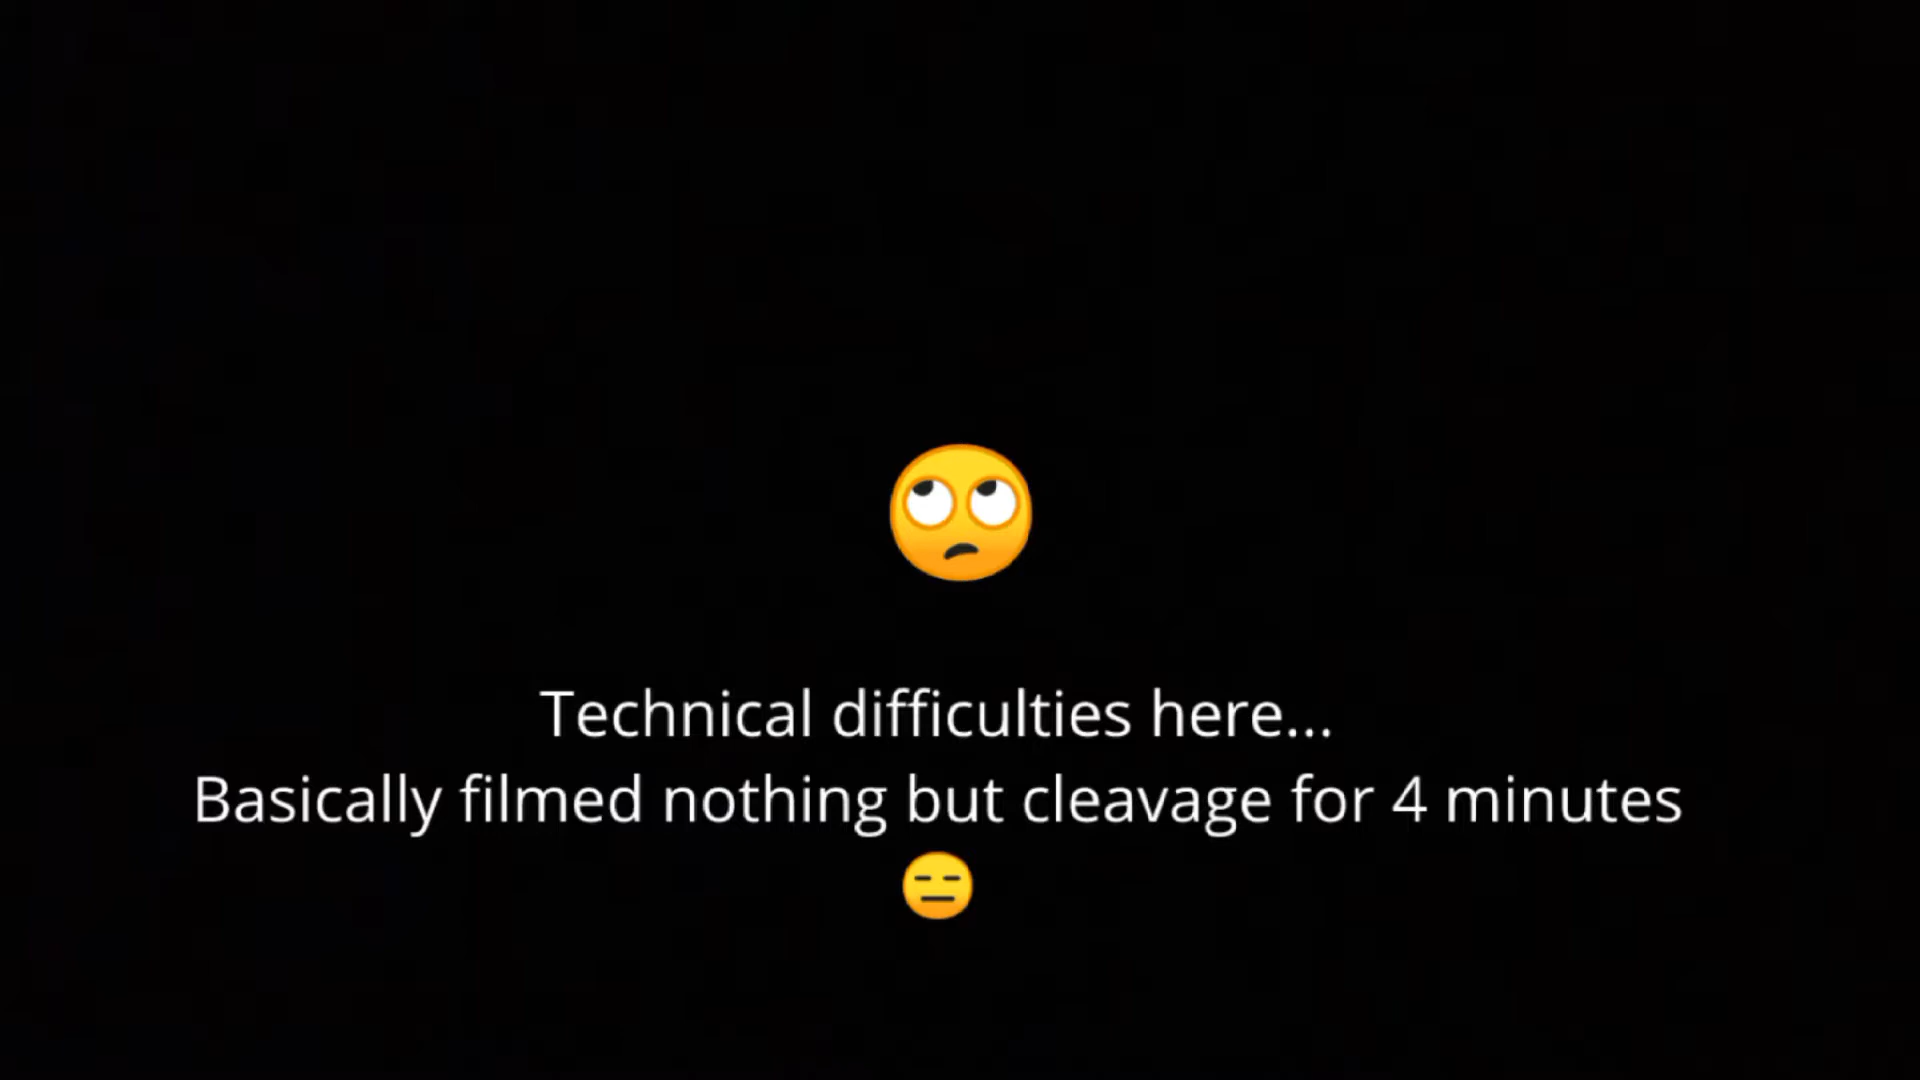 Technical difficulties here...
Basically filmed nothing but cleavage for 4 minutes